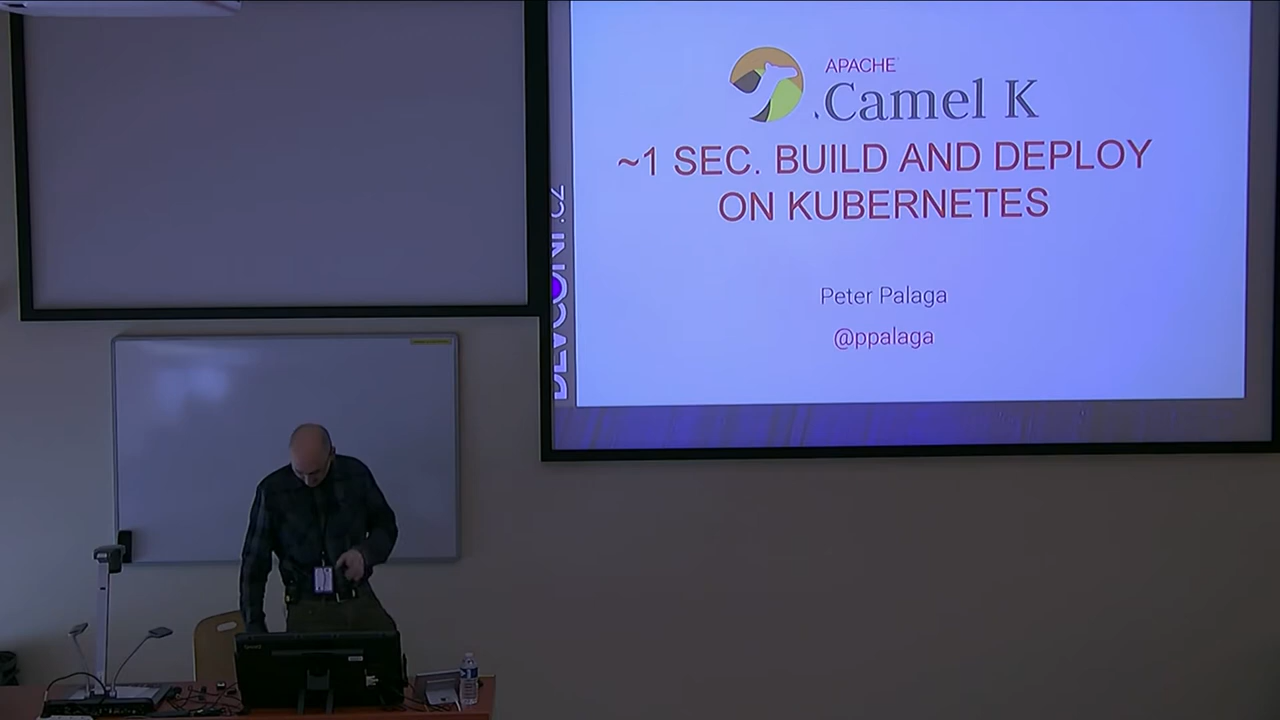 APACHE
Camel K
~1 SEC. BUILD AND DEPLOY
ON KUBERNETES
Peter Palaga
@ppalaga
DEVCONF.cz